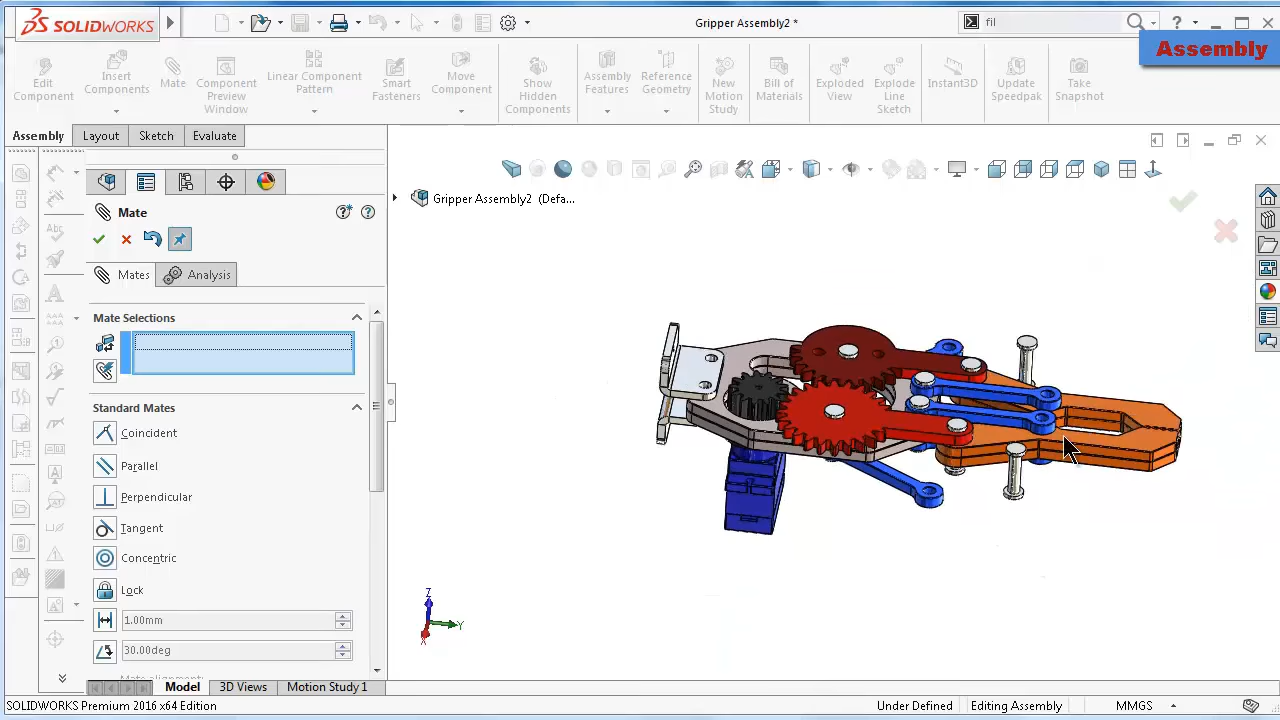 SOLIDWORKS
Gripper Assembly2 *
fil
Assembly
Edit Component
Insert Components
Mate
Component Preview Window
Linear Component Pattern
Smart Fasteners
Move Component
Show Hidden Components
Assembly Features
Reference Geometry
New Motion Study
Bill of Materials
Exploded View
Explode Line Sketch
Instant3D
Update Speedpak
Take Snapshot
Assembly
Layout
Sketch
Evaluate
Gripper Assembly2 (Defa...
Mate
Mates
Analysis
Mate Selections
Standard Mates
Coincident
Parallel
Perpendicular
Tangent
Concentric
Lock
1.00mm
30.00deg
Mate alignment:
Z
Y
X
Model
3D Views
Motion Study 1
SOLIDWORKS Premium 2016 x64 Edition
Under Defined
Editing Assembly
MMGS